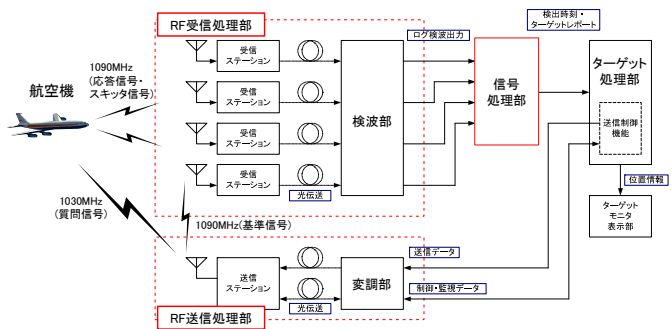 RF受信処理部
検出時刻・
ターゲットレポート
1090MHz
(応答信号・
スキッタ信号)
航空機
受信
ステーション
受信
ステーション
受信
ステーション
受信
ステーション
光伝送
検波部
ログ検波出力
信号
処理部
ターゲット
処理部
送信制御
機能
位置情報
ターゲット
モニタ
表示部
1030MHz
(質問信号)
1090MHz(基準信号)
送信
ステーション
光伝送
変調部
送信データ
制御・監視データ
RF送信処理部